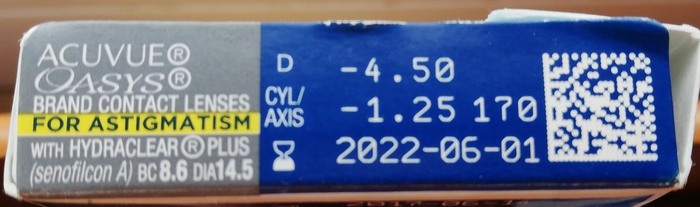 ACUVUE®
OASYS®
BRAND CONTACT LENSES
FOR ASTIGMATISM
WITH HYDRACLEAR® PLUS
(senofilcon A) BC 8.6 DIA 14.5
D -4.50
CYL/AXIS -1.25 170
2022-06-01